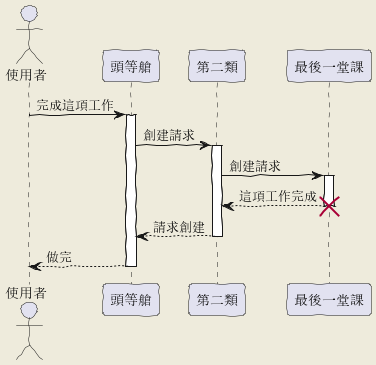 使用者
頭等艙
第二類
最後一堂課
完成這項工作
創建請求
創建請求
這項工作完成
請求創建
做完
使用者
頭等艙
第二類
最後一堂課